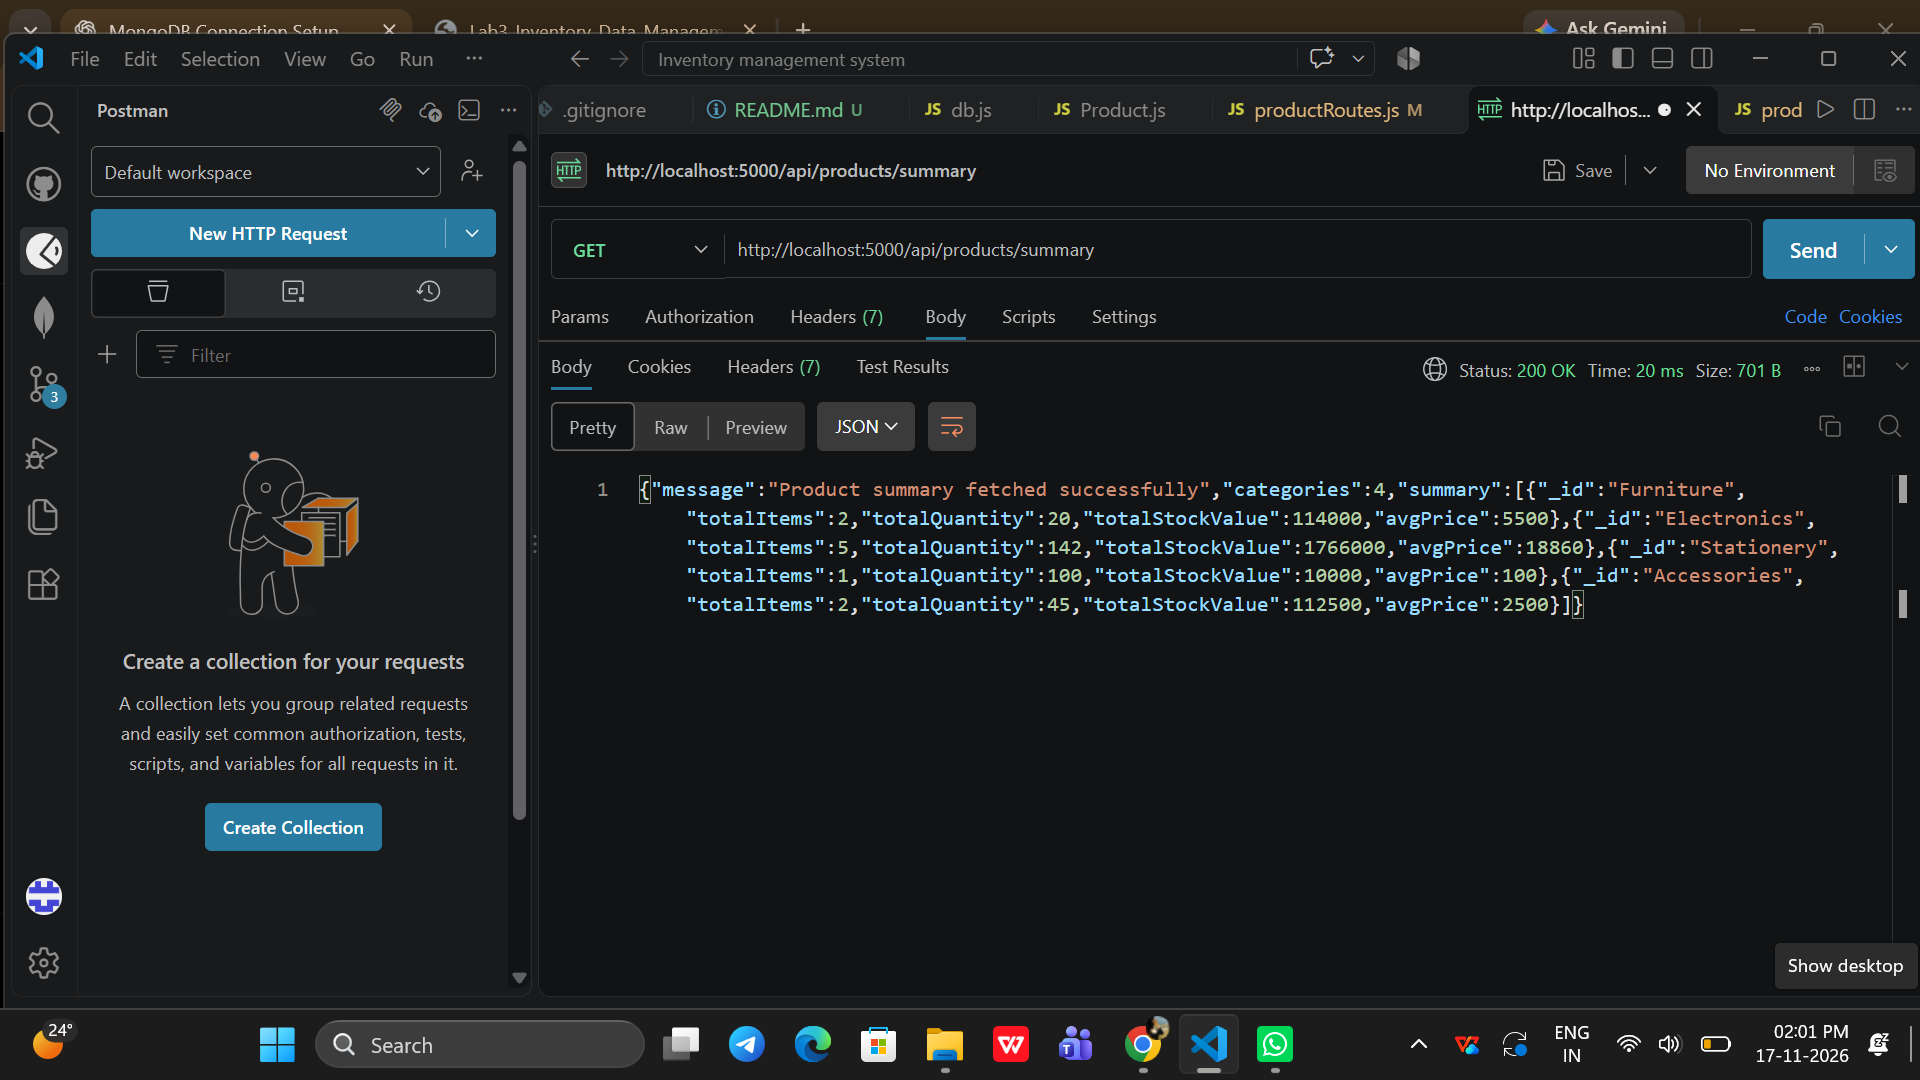 MongoDB Connection Setup
Lab3_Inventory_Data_Managem
Ask Gemini
File Edit Selection View Go Run ...
Inventory management system
Postman
.gitignore
README.md U
JS db.js
JS Product.js
JS productRoutes.js M
HTTP http://localhos...
JS prod
Default workspace
HTTP http://localhost:5000/api/products/summary
Save
No Environment
New HTTP Request
GET http://localhost:5000/api/products/summary
Send
Params Authorization Headers (7) Body Scripts Settings
Code Cookies
Filter
Body Cookies Headers (7) Test Results
Status: 200 OK Time: 20 ms Size: 701 B
3
Pretty Raw Preview JSON
1 {"message":"Product summary fetched successfully","categories":4,"summary":[{"_id":"Furniture",
"totalItems":2,"totalQuantity":20,"totalStockValue":114000,"avgPrice":5500},{"_id":"Electronics",
"totalItems":5,"totalQuantity":142,"totalStockValue":1766000,"avgPrice":18860},{"_id":"Stationery",
"totalItems":1,"totalQuantity":100,"totalStockValue":10000,"avgPrice":100},{"_id":"Accessories",
"totalItems":2,"totalQuantity":45,"totalStockValue":112500,"avgPrice":2500}]}
Create a collection for your requests
A collection lets you group related requests
and easily set common authorization, tests,
scripts, and variables for all requests in it.
Create Collection
Show desktop
24°
Search
ENG
IN
02:01 PM
17-11-2026